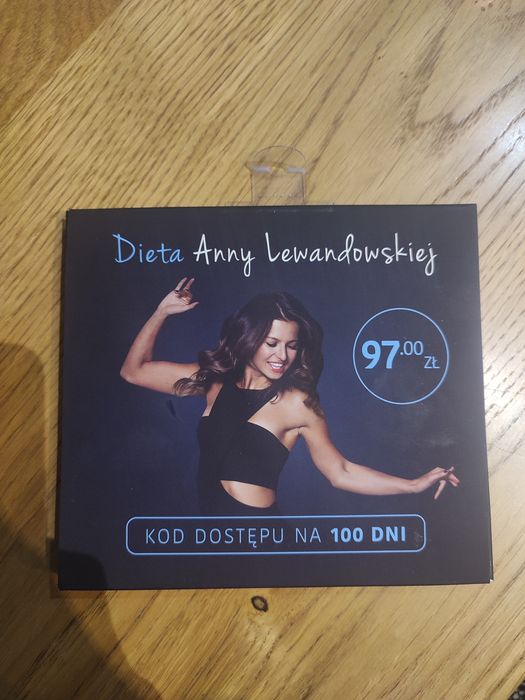 Dieta Anny Lewandowskiej
97.00 ZŁ
KOD DOSTĘPU NA 100 DNI